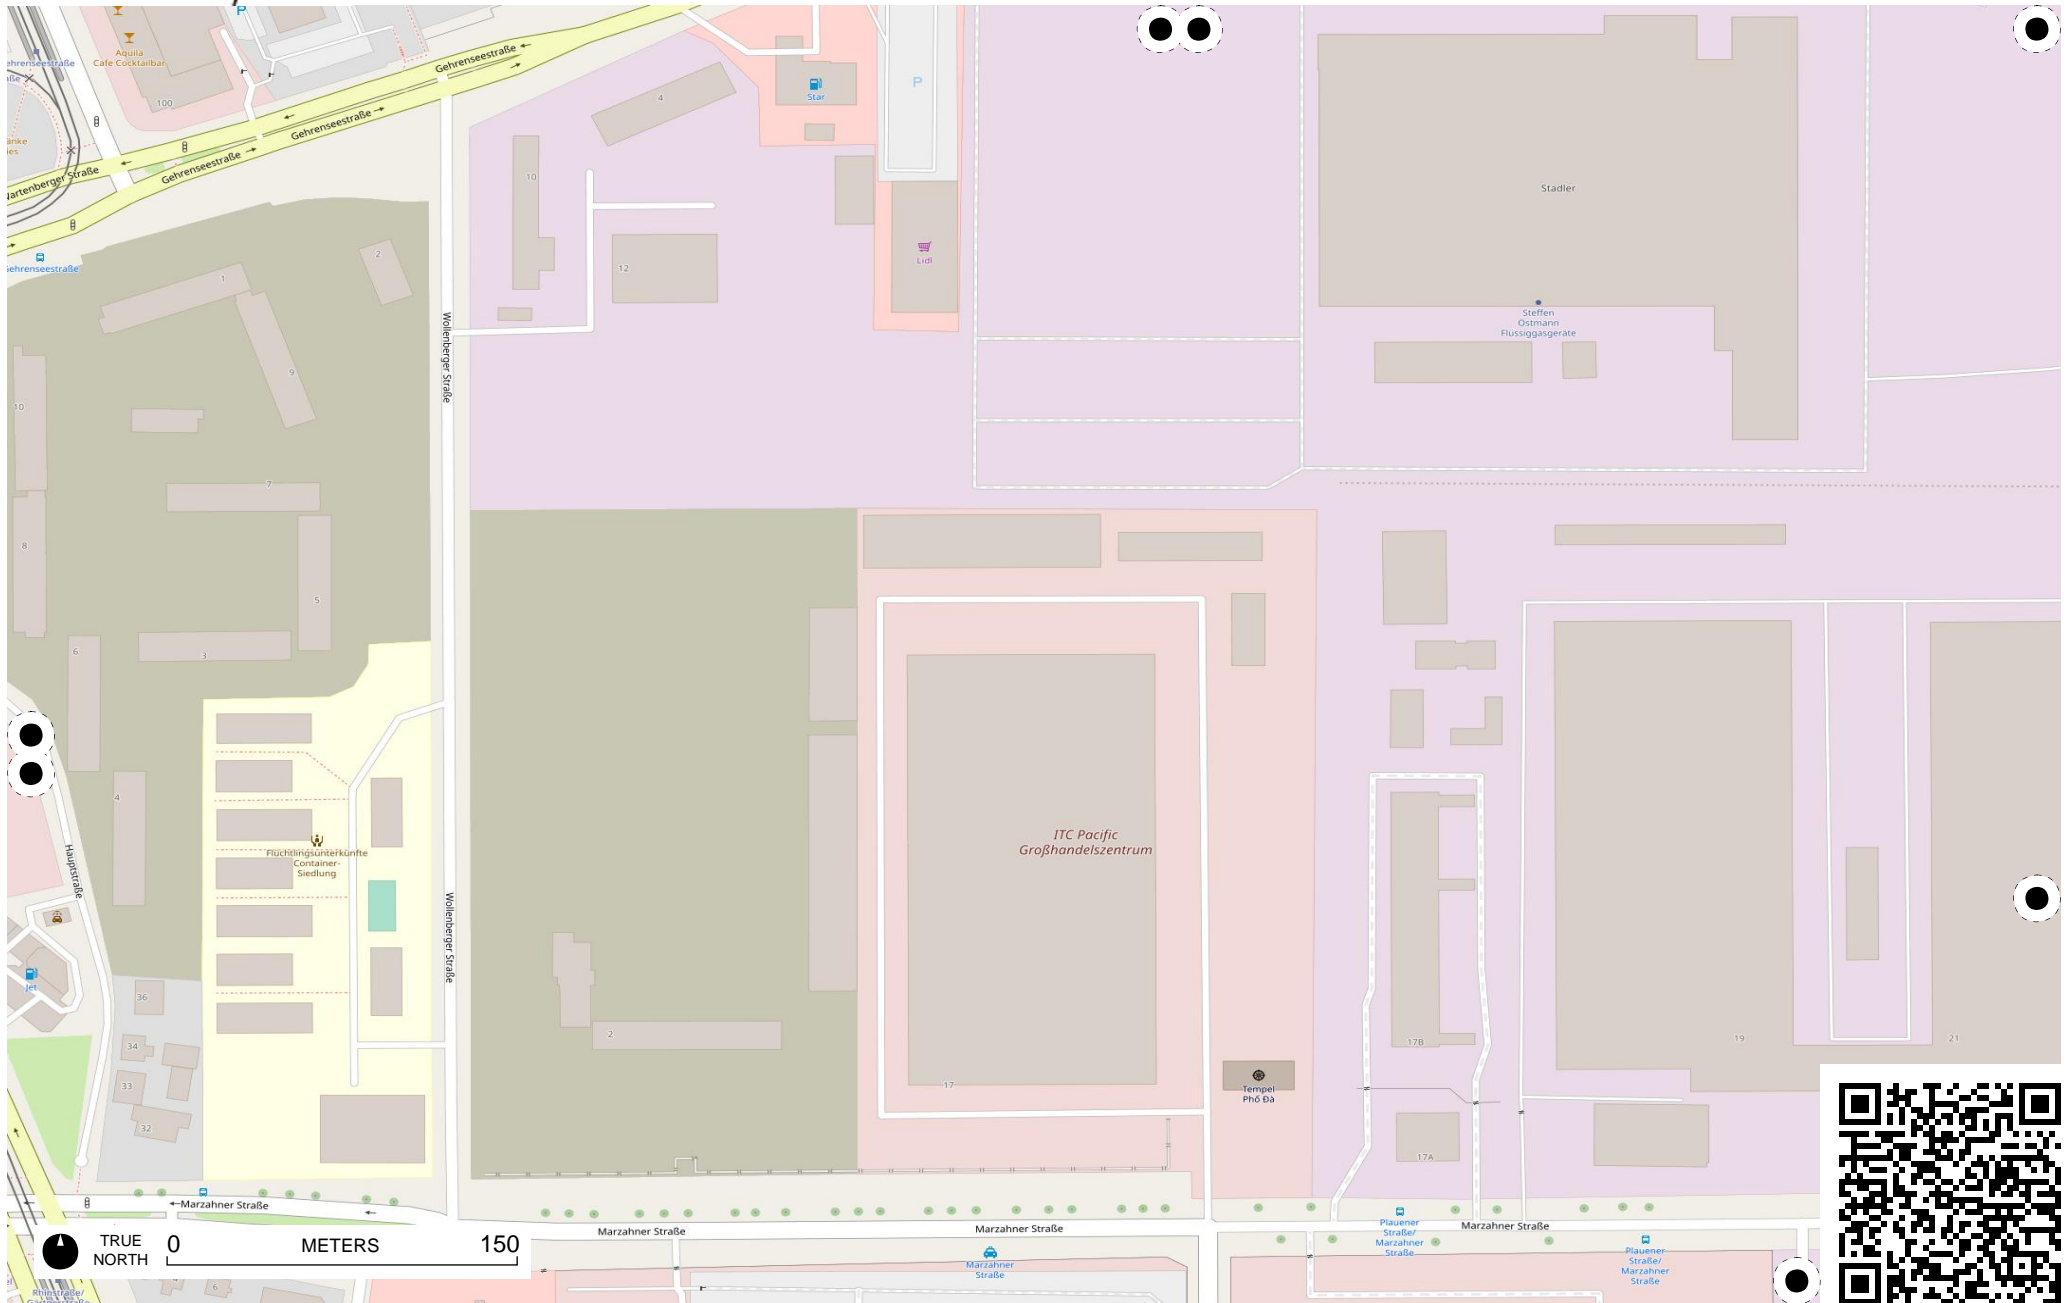 P
Aquila
Cafe Cocktailbar
100
Gehrenseestraße
Gehrenseestraße
Gehrenseestraße
Gehrenseestraße
4
Star
P
10
12
Lidl
Stadler
Steffen
Ostmann
Flüssiggasgeräte
1
2
9
10
7
8
5
3
6
4
Wollenberger Straße
Wollenberger Straße
Hauptstraße
Flüchtlingsunterkünfte
Container-
Siedlung
Jet
36
34
33
32
2
ITC Pacific
Großhandelszentrum
17
Tempel
Phổ Đà
17B
17A
19
21
Marzahner Straße
Marzahner Straße
Marzahner Straße
Marzahner Straße
Plauener
Straße/
Marzahner
Straße
Plauener
Straße/
Marzahner
Straße
Marzahner
Straße
TRUE
NORTH
0 METERS 150
6
Rhinstraße/